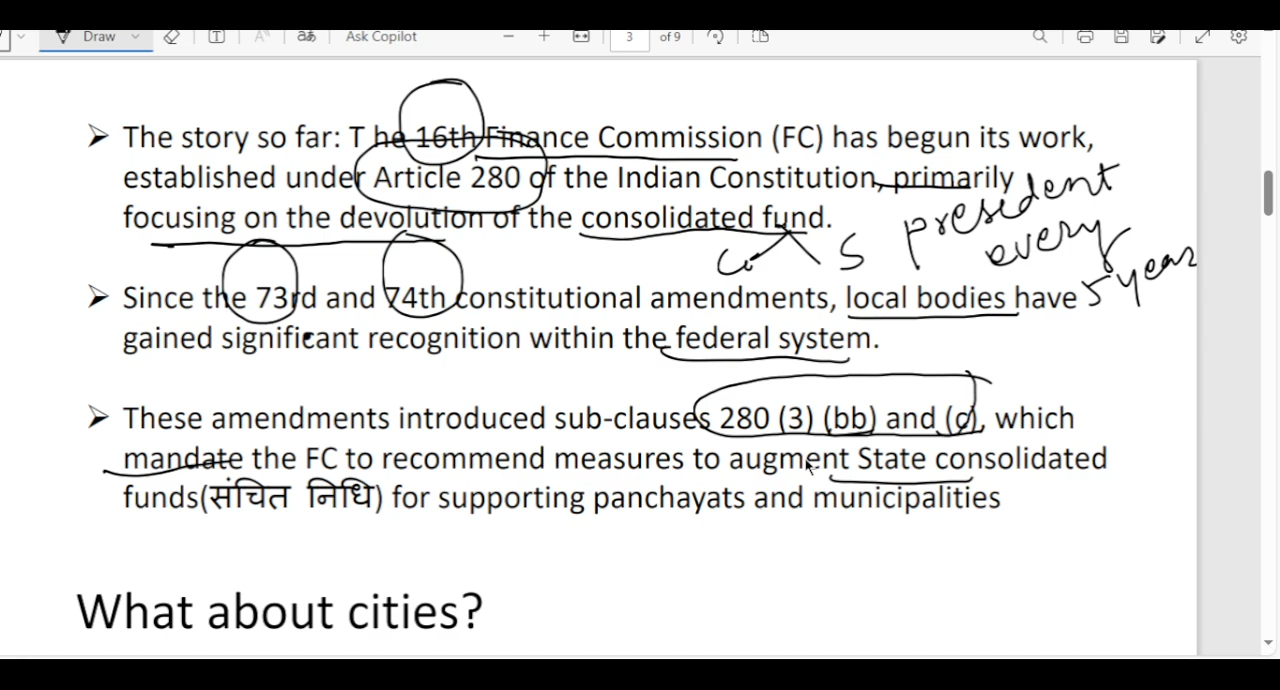 Draw
Ask Copilot
3 of 9
➤ The story so far: T he 16th Finance Commission (FC) has begun its work,
established under Article 280 of the Indian Constitution, primarily
focusing on the devolution of the consolidated fund.
president
every
5 year
S
➤ Since the 73rd and 74th constitutional amendments, local bodies have
gained significant recognition within the federal system.
➤ These amendments introduced sub-clauses 280 (3) (bb) and (c), which
mandate the FC to recommend measures to augment State consolidated
funds(संचित निधि) for supporting panchayats and municipalities
What about cities?